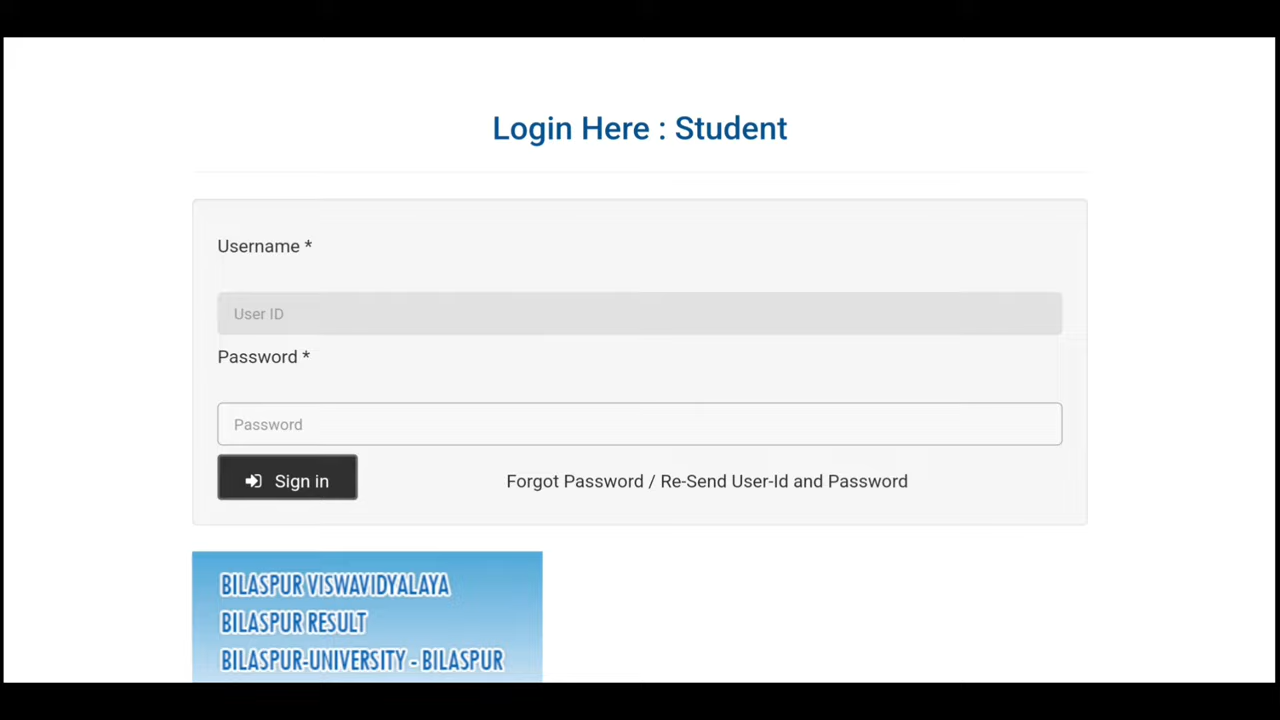 Login Here : Student
Username *
User ID
Password *
Password
Sign in
Forgot Password / Re-Send User-Id and Password
BILASPUR VISWAVIDYALAYA
BILASPUR RESULT
BILASPUR-UNIVERSITY - BILASPUR